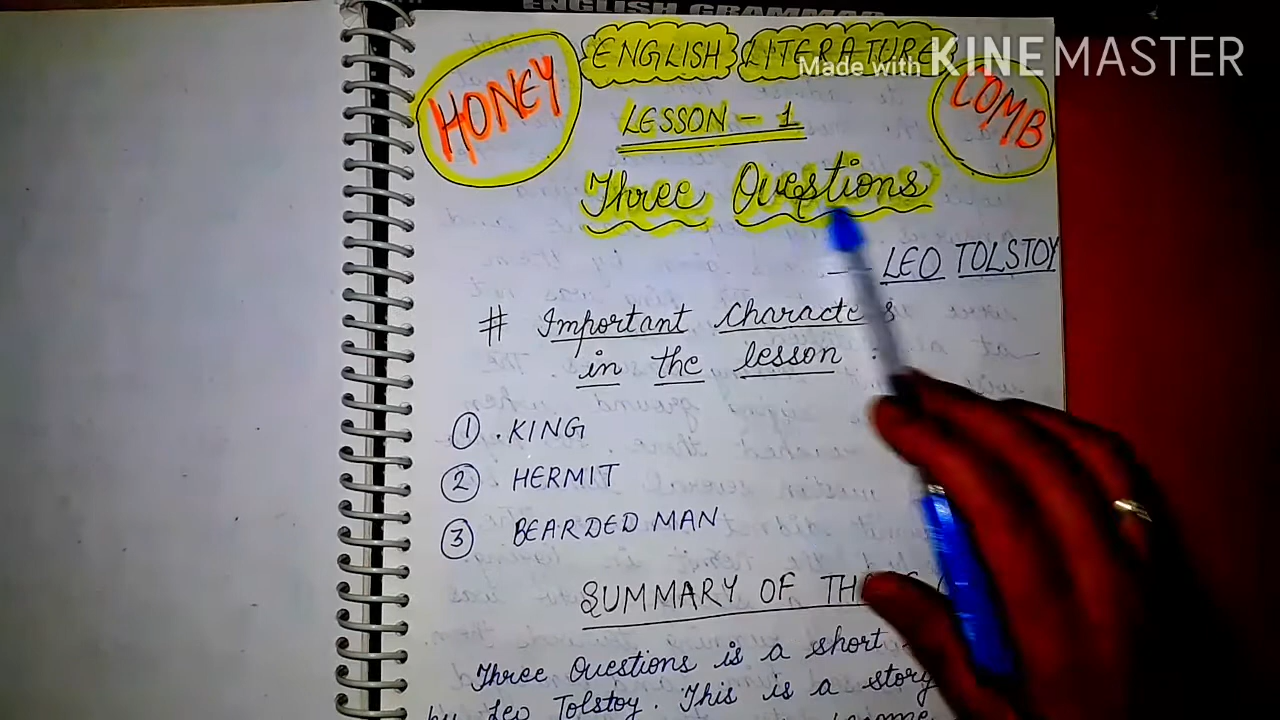 ENGLISH GRAMMAR
Made with KINEMASTER
HONEY
ENGLISH LITERATURE
COMB
LESSON - 1
Three Questions
— LEO TOLSTOY
# Important Characters
in the lesson :
① KING
② HERMIT
③ BEARDED MAN
SUMMARY OF TH
Three Questions is a short
by Leo Tolstoy. This is a story